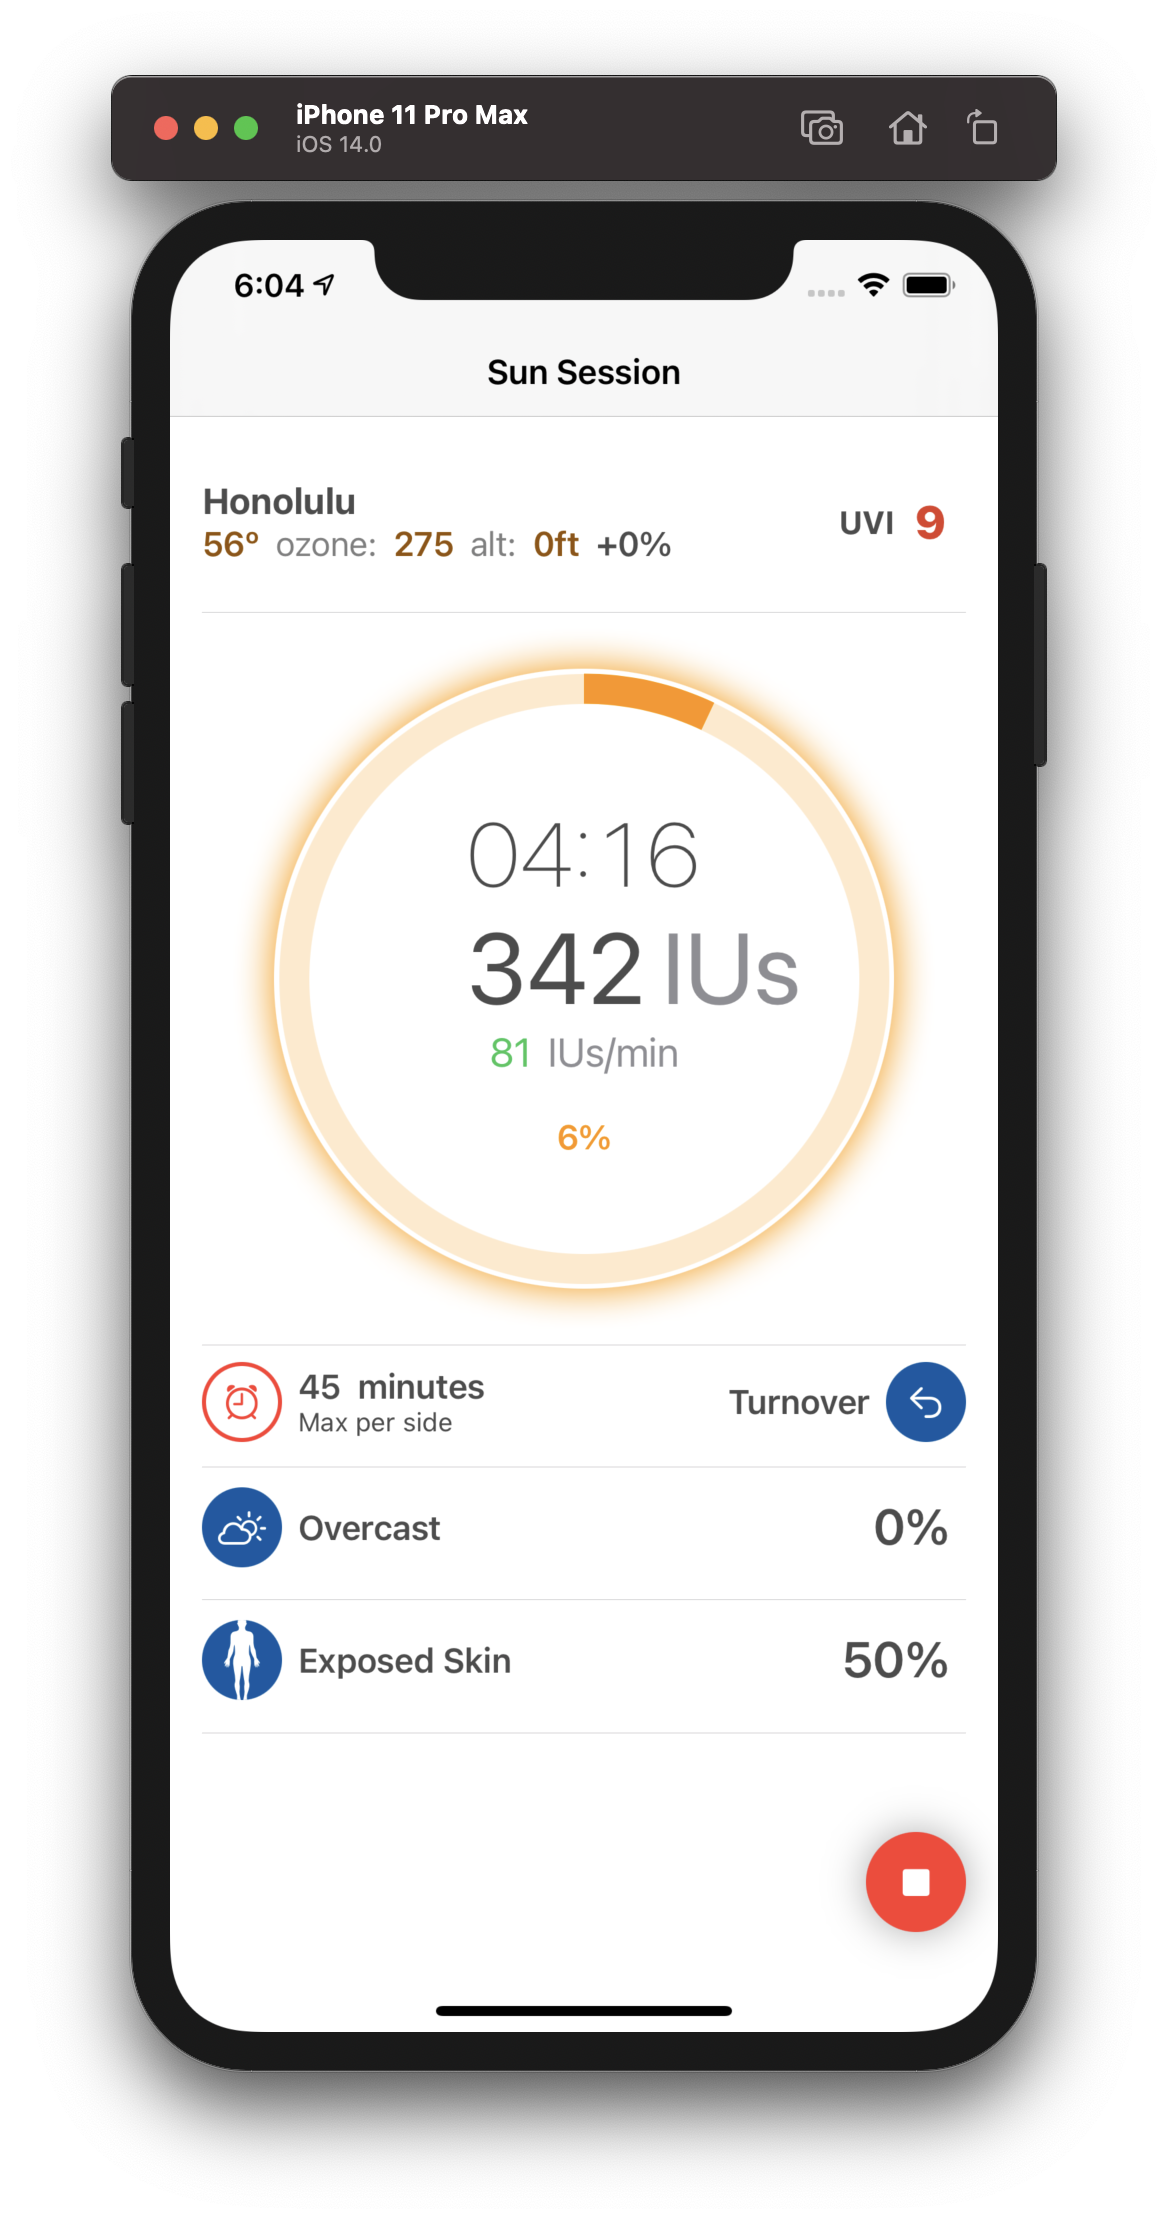 iPhone 11 Pro Max
iOS 14.0
6:04
Sun Session
Honolulu
56º ozone: 275 alt: 0ft +0%
UVI 9
04:16
342 IUs
81 IUs/min
6%
45 minutes
Max per side
Turnover
Overcast 0%
Exposed Skin 50%